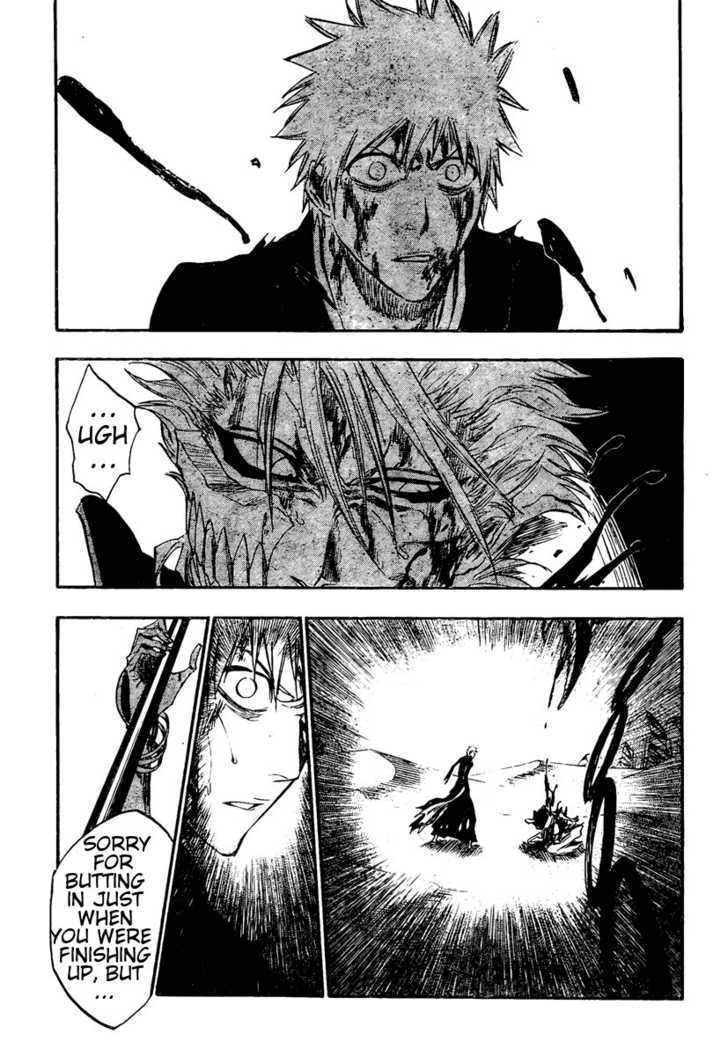 ...
UGH
...
SORRY
FOR
BUTTING
IN JUST
WHEN
YOU WERE
FINISHING
UP, BUT
...